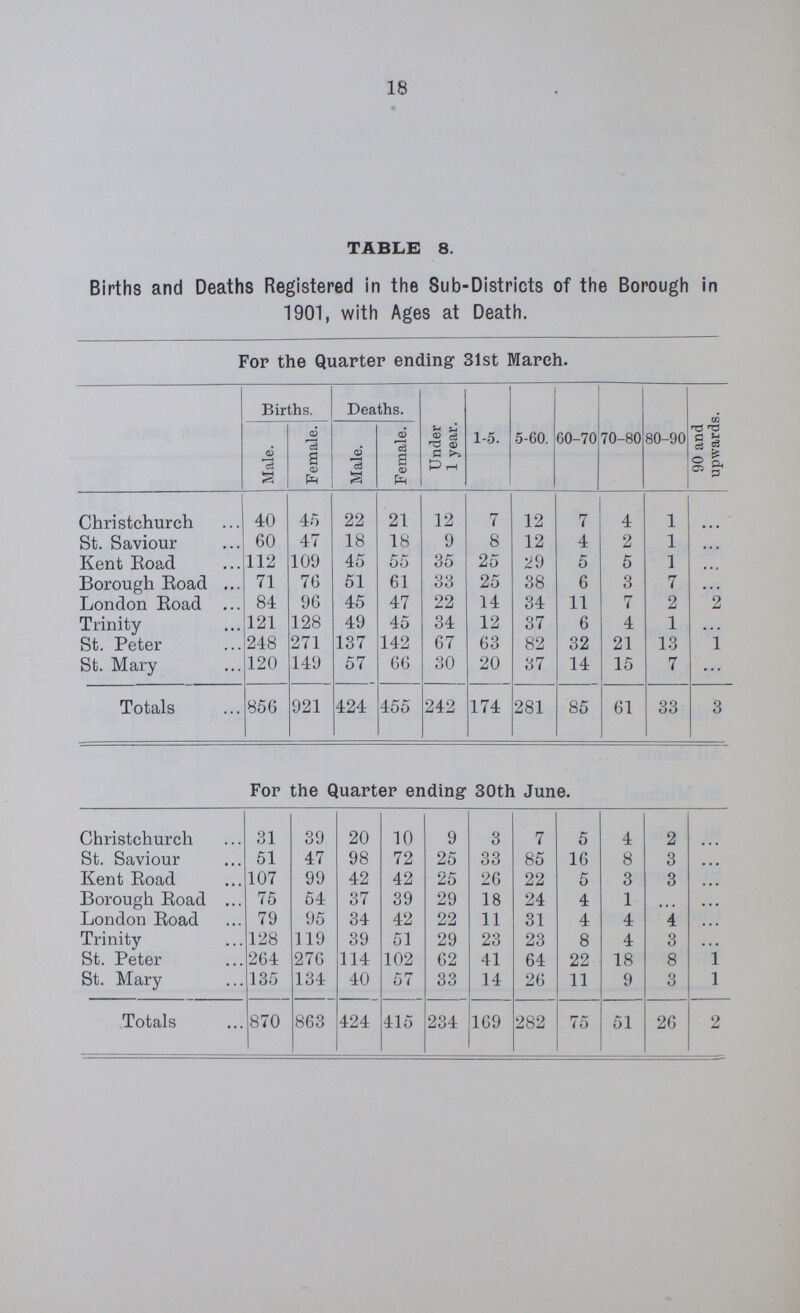 18
TABLE 8.
Births and Deaths Registered in the Sub-Districts of the Borough in
1901, with Ages at Death.
For the Quarter ending 31st March.
Births. Deaths. Under 1 year. 1-5. 5-60. 60-70 70-80 80-90 90 and upwards.
Male. Female. Male. Female.
Christchurch ... 40 45 22 21 12 7 12 7 4 1 ...
St. Saviour ... 60 47 18 18 9 8 12 4 2 1 ...
Kent Road ... 112 109 45 55 35 25 29 5 5 1 ...
Borough Road ... 71 76 51 61 33 25 38 6 3 7 ...
London Road ... 84 96 45 47 22 14 34 11 7 2 2
Trinity ... 121 128 49 45 34 12 37 6 4 1 ...
St. Peter ... 248 271 137 142 67 63 82 32 21 13 1
St. Mary ... 120 149 57 66 30 20 37 14 15 7 ...
Totals ... 856 921 424 455 242 174 281 85 61 33 3
For the Quarter ending 30th June.
Christchurch ... 31 39 20 10 9 3 7 5 4 2 ...
St. Saviour ... 51 47 98 72 25 33 85 16 8 3 ...
Kent Road ... 107 99 42 42 25 26 22 5 3 3 ...
Borough Road ... 75 54 37 39 29 18 24 4 1 ... ...
London Road ... 79 95 34 42 22 11 31 4 4 4 ...
Trinity ... 128 119 39 51 29 23 23 8 4 3 ...
St. Peter ... 264 276 114 102 62 41 64 22 18 8 1
St. Mary ... 135 134 40 57 33 14 26 11 9 3 1
Totals ... 870 863 424 415 234 169 282 75 51 26 2